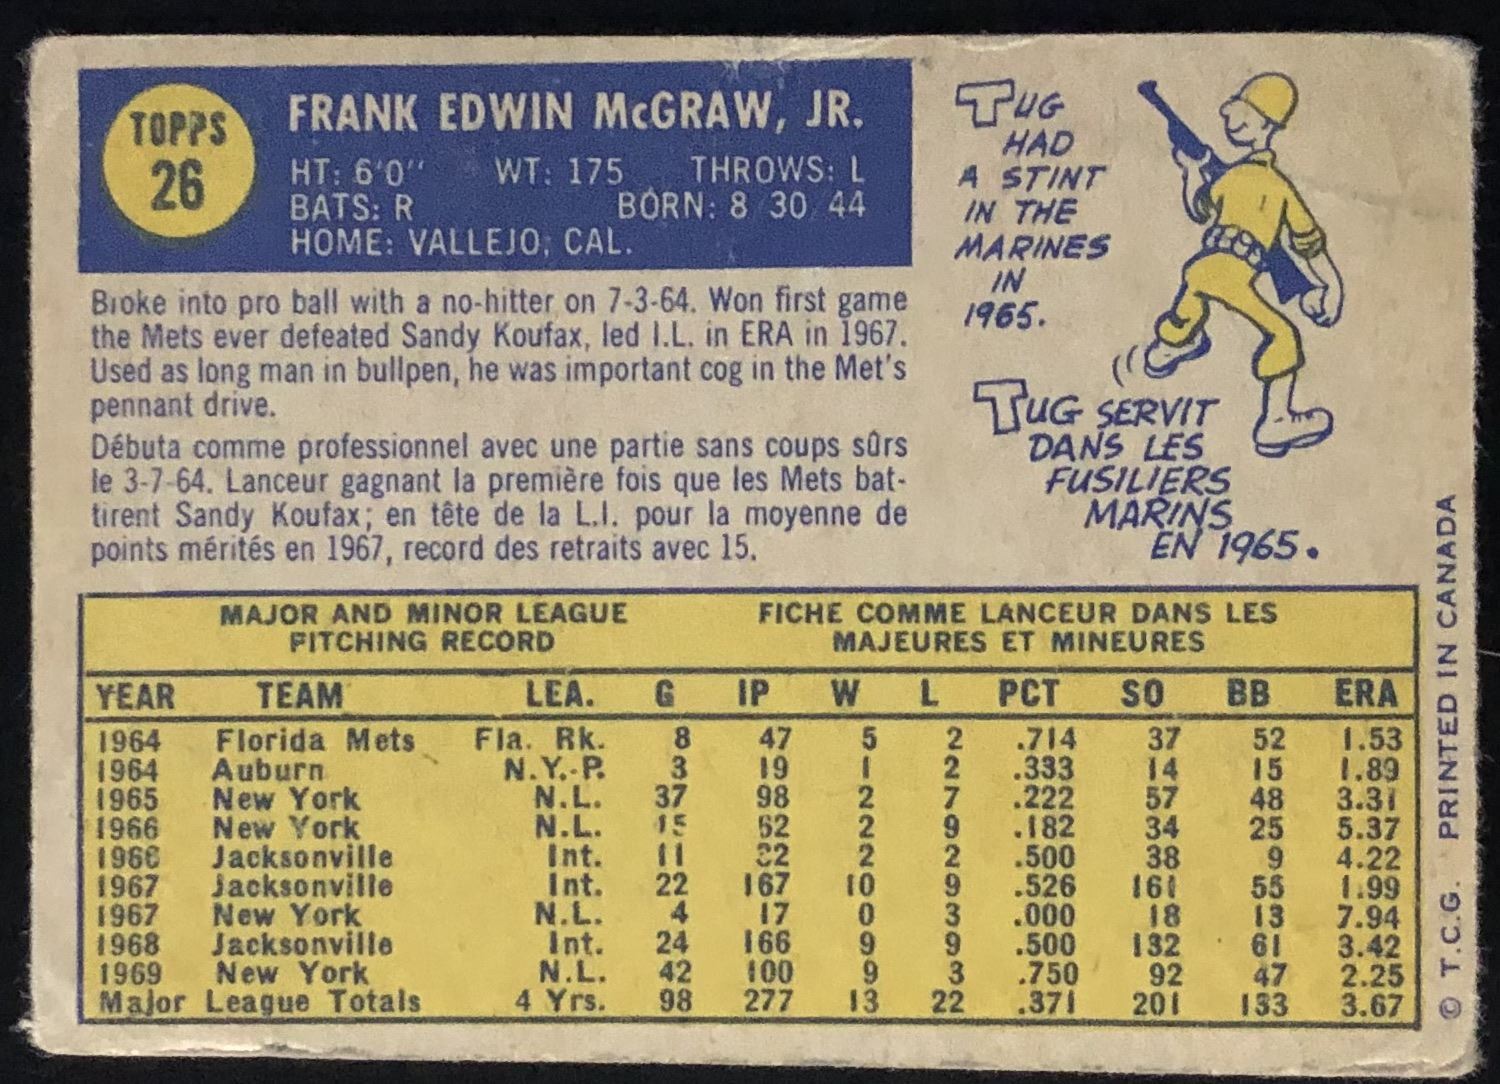 TOPPS
26
FRANK EDWIN McGRAW, JR.
HT: 6'0" WT: 175 THROWS: L
BATS: R BORN: 8 30 44
HOME: VALLEJO, CAL.
Broke into pro ball with a no-hitter on 7-3-64. Won first game
the Mets ever defeated Sandy Koufax, led I.L. in ERA in 1967.
Used as long man in bullpen, he was important cog in the Met's
pennant drive.
Débuta comme professionnel avec une partie sans coups sûrs
le 3-7-64. Lanceur gagnant la première fois que les Mets bat-
tirent Sandy Koufax; en tête de la L.I. pour la moyenne de
points mérités en 1967, record des retraits avec 15.
TUG
HAD
A STINT
IN THE
MARINES
IN
1965.
TUG SERVIT
DANS LES
FUSILIERS
MARINS
EN 1965.
MAJOR AND MINOR LEAGUE
PITCHING RECORD
FICHE COMME LANCEUR DANS LES
MAJEURES ET MINEURES
YEAR TEAM LEA. G IP W L PCT SO BB ERA
1964 Florida Mets Fla. Rk. 8 47 5 2 .714 37 52 1.53
1964 Auburn N.Y.-P. 3 19 1 2 .333 14 15 1.89
1965 New York N.L. 37 98 2 7 .222 57 48 3.31
1966 New York N.L. 15 62 2 9 .182 34 25 5.37
1966 Jacksonville Int. 11 2 2 .500 38 9 4.22
1967 Jacksonville Int. 22 167 10 9 .526 161 55 1.99
1967 New York N.L. 4 17 0 3 .000 18 13 7.94
1968 Jacksonville Int. 24 166 9 9 .500 132 61 3.42
1969 New York N.L. 42 100 9 3 .750 92 47 2.25
Major League Totals 4 Yrs. 98 277 13 22 .371 201 133 3.67
© T.C.G. PRINTED IN CANADA